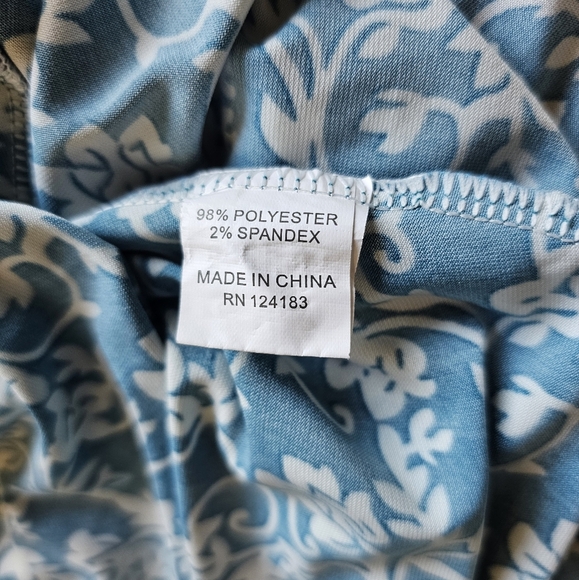 98% POLYESTER
2% SPANDEX
MADE IN CHINA
RN 124183